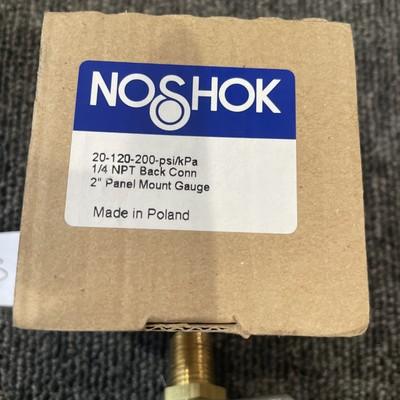 NOSHOK
20-120-200-psi/kPa
1/4 NPT Back Conn
2" Panel Mount Gauge
Made in Poland